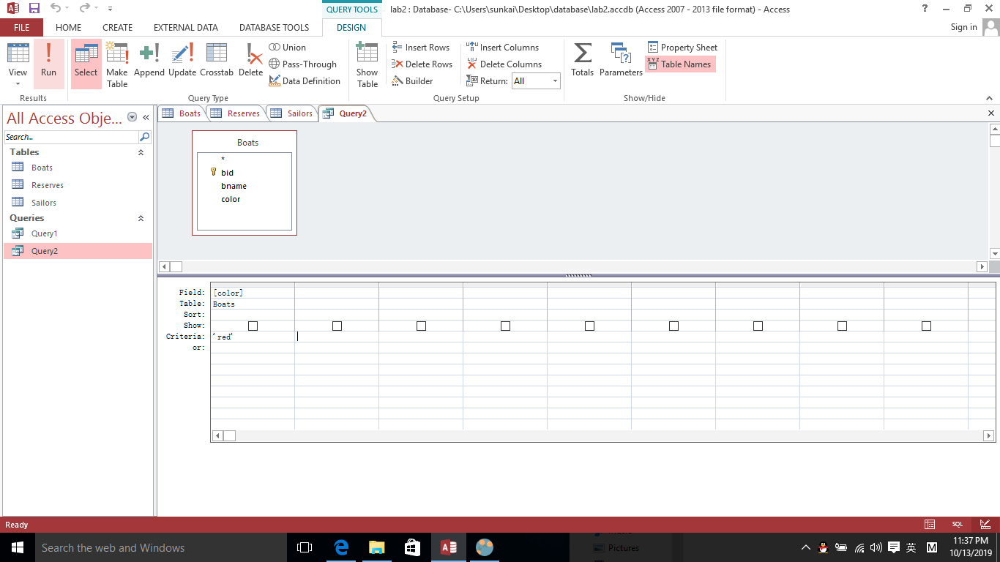 QUERY TOOLS
lab2 : Database- C:\Users\sunkai\Desktop\database\lab2.accdb (Access 2007 - 2013 file format) - Access
FILE HOME CREATE EXTERNAL DATA DATABASE TOOLS DESIGN Sign in
View
Run
Results
Select
Make Table
Append
Update
Crosstab
Delete
Union
Pass-Through
Data Definition
Query Type
Show Table
Insert Rows
Delete Rows
Builder
Insert Columns
Delete Columns
Return: All
Query Setup
Totals
Parameters
Property Sheet
XYZ Table Names
Show/Hide
All Access Obje...
Search...
Tables
Boats
Reserves
Sailors
Queries
Query1
Query2
Boats Reserves Sailors Query2
Boats
*
bid
bname
color
Field: [color]
Table: Boats
Sort:
Show:
Criteria: 'red'
or:
Ready
SQL
Search the web and Windows
Pictures
英
M
11:37 PM
10/13/2019